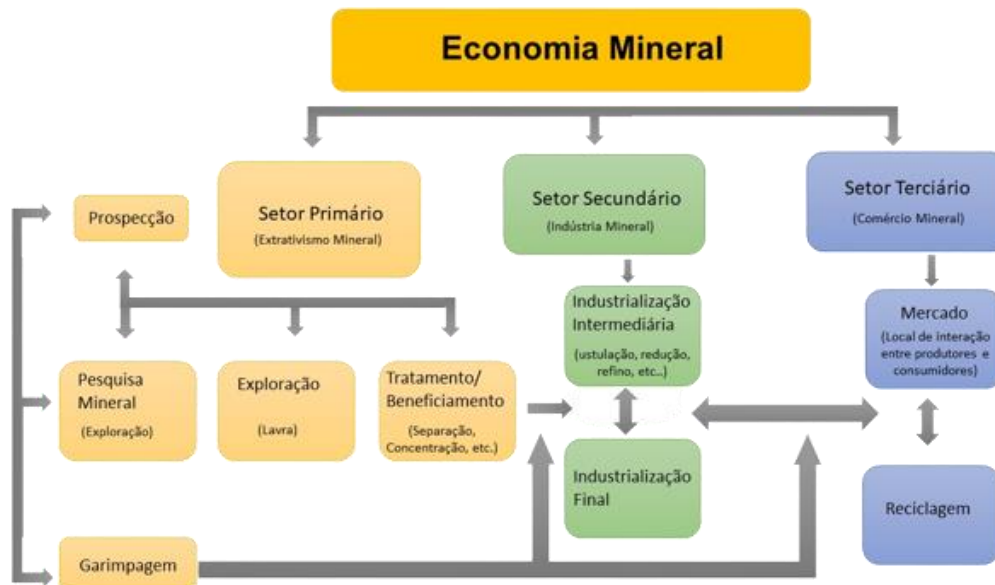 Economia Mineral
Setor Primário
(Extrativismo Mineral)
Setor Secundário
(Indústria Mineral)
Setor Terciário
(Comércio Mineral)
Prospecção
Industrialização
Intermediária
(ustulação, redução,
refino, etc..)
Mercado
(Local de interação
entre produtores e
consumidores)
Pesquisa
Mineral
(Exploração)
Exploração
(Lavra)
Tratamento/
Beneficiamento
(Separação,
Concentração, etc.)
Industrialização
Final
Reciclagem
Garimpagem